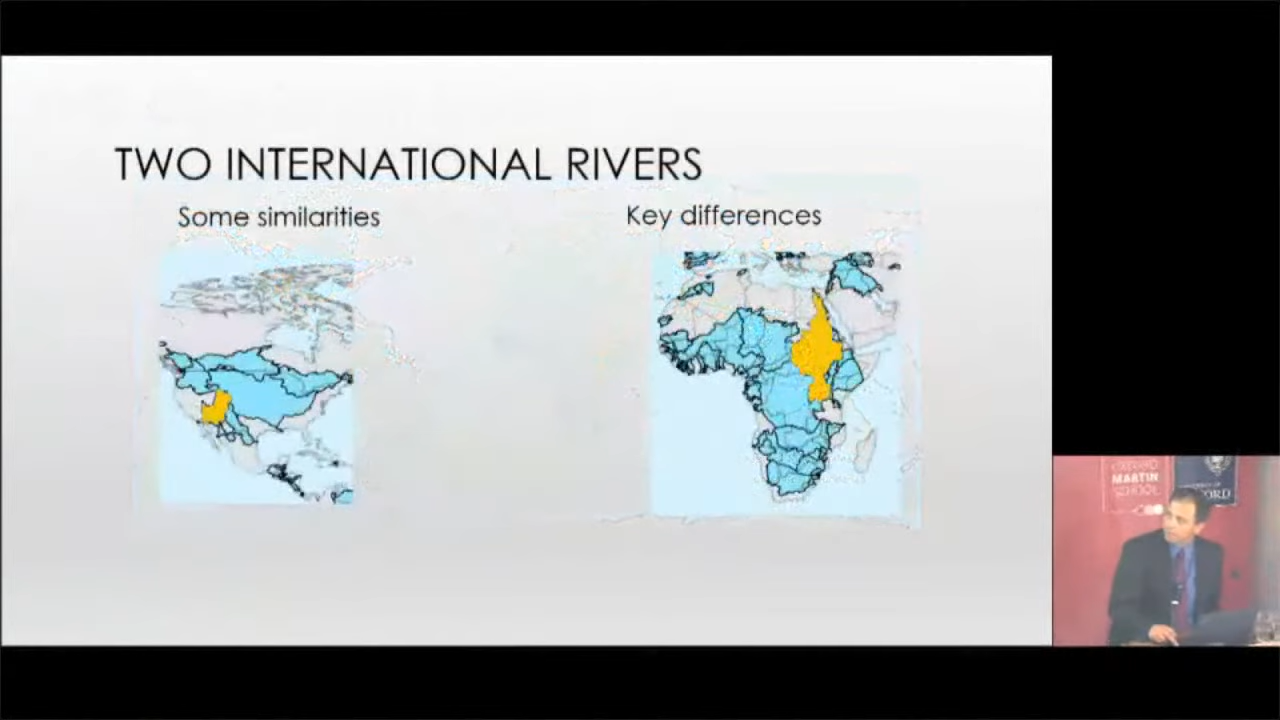 TWO INTERNATIONAL RIVERS
Some similarities
Key differences
MARTIN
SCHOOL